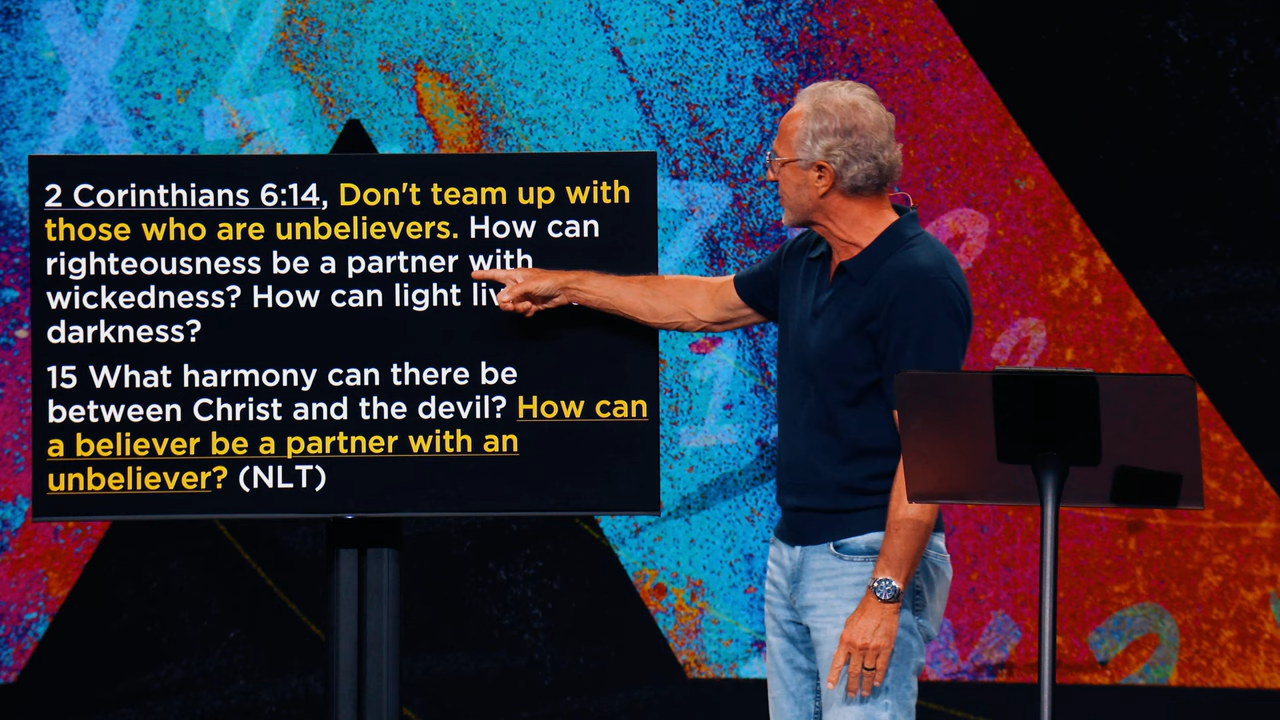 2 Corinthians 6:14, Don't team up with
those who are unbelievers. How can
righteousness be a partner with
wickedness? How can light
darkness?
15 What harmony can there be
between Christ and the devil? How can
a believer be a partner with an
unbeliever? (NLT)